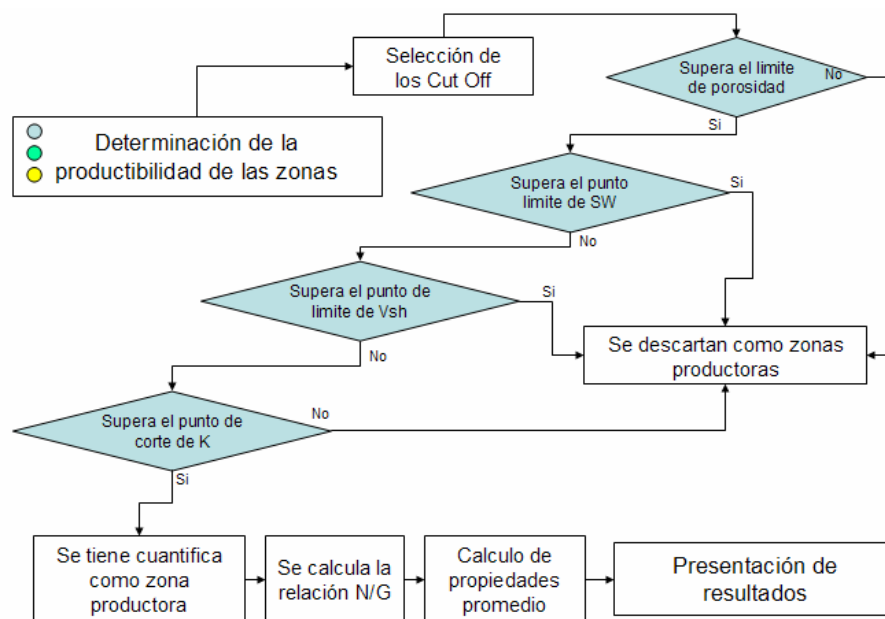 Selección de
los Cut Off
Supera el limite
de porosidad
No
Si
Determinación de la
productibilidad de las zonas
Supera el punto
limite de SW
Si
No
Supera el punto de
limite de Vsh
Si
No
Se descartan como zonas
productoras
Supera el punto de
corte de K
No
Si
Se tiene cuantifica
como zona
productora
Se calcula la
relación N/G
Calculo de
propiedades
promedio
Presentación de
resultados